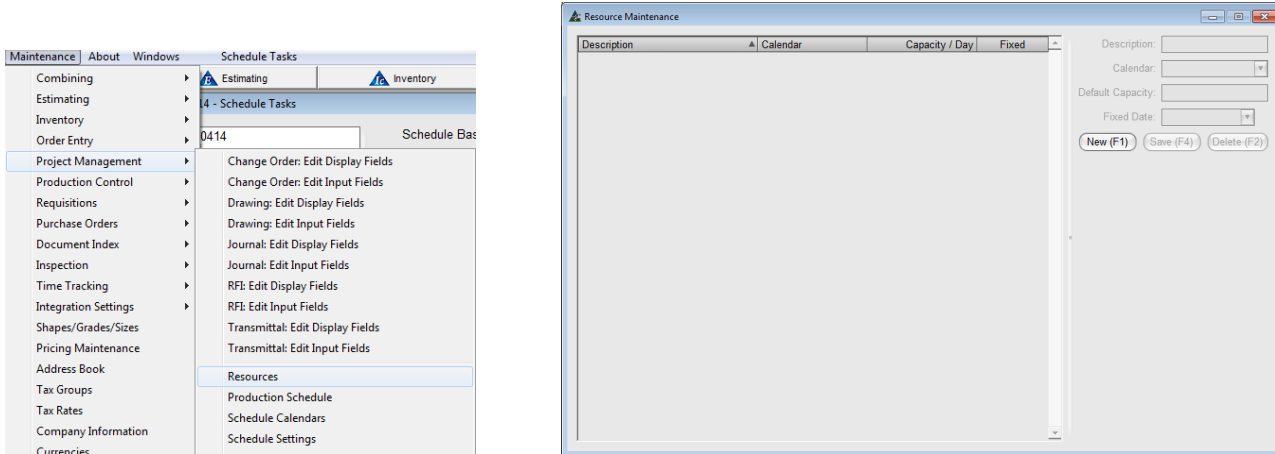 Maintenance About Windows Schedule Tasks
Combining
Estimating
Inventory
Order Entry
Project Management
Production Control
Requisitions
Purchase Orders
Document Index
Inspection
Time Tracking
Integration Settings
Shapes/Grades/Sizes
Pricing Maintenance
Address Book
Tax Groups
Tax Rates
Company Information
Currencies
Estimating Inventory
14 - Schedule Tasks
0414 Schedule Bas
Change Order: Edit Display Fields
Change Order: Edit Input Fields
Drawing: Edit Display Fields
Drawing: Edit Input Fields
Journal: Edit Display Fields
Journal: Edit Input Fields
RFI: Edit Display Fields
RFI: Edit Input Fields
Transmittal: Edit Display Fields
Transmittal: Edit Input Fields
Resources
Production Schedule
Schedule Calendars
Schedule Settings
Resource Maintenance
Description Calendar Capacity / Day Fixed
Description:
Calendar:
Default Capacity:
Fixed Date:
New (F1) Save (F4) Delete (F2)